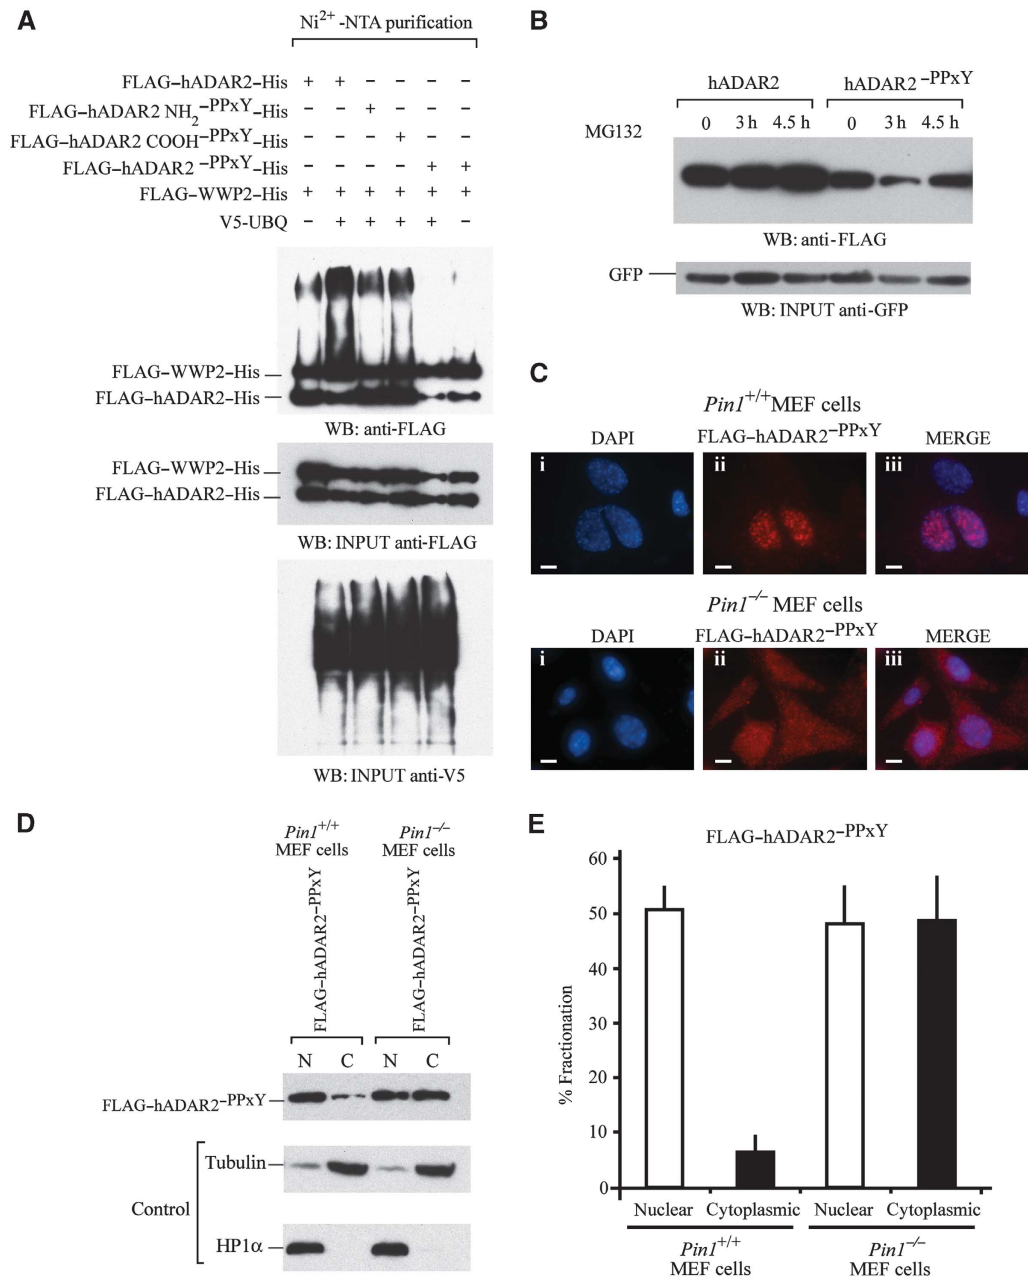 A
Ni2+ -NTA purification
FLAG–hADAR2–His + + – – – –
FLAG–hADAR2 NH2–PPxY–His – – + – – –
FLAG–hADAR2 COOH–PPxY–His – – – + – –
FLAG–hADAR2 –PPxY–His – – – – + +
FLAG–WWP2–His + + + + + +
V5-UBQ – + + + + –
FLAG–WWP2–His
FLAG–hADAR2–His
WB: anti-FLAG
FLAG–WWP2–His
FLAG–hADAR2–His
WB: INPUT anti-FLAG
WB: INPUT anti-V5
B
hADAR2 hADAR2–PPxY
MG132 0 3 h 4.5 h 0 3 h 4.5 h
WB: anti-FLAG
GFP
WB: INPUT anti-GFP
C
Pin1+/+MEF cells
DAPI FLAG–hADAR2–PPxY MERGE
i ii iii
Pin1–/– MEF cells
DAPI FLAG–hADAR2–PPxY MERGE
i ii iii
D
Pin1+/+ MEF cells
Pin1–/– MEF cells
FLAG–hADAR2–PPxY
FLAG–hADAR2–PPxY
N C N C
FLAG–hADAR2–PPxY
Control
Tubulin
HP1α
E
FLAG–hADAR2–PPxY
% Fractionation
60
50
40
30
20
10
0
Nuclear Cytoplasmic Nuclear Cytoplasmic
Pin1+/+ MEF cells
Pin1–/– MEF cells